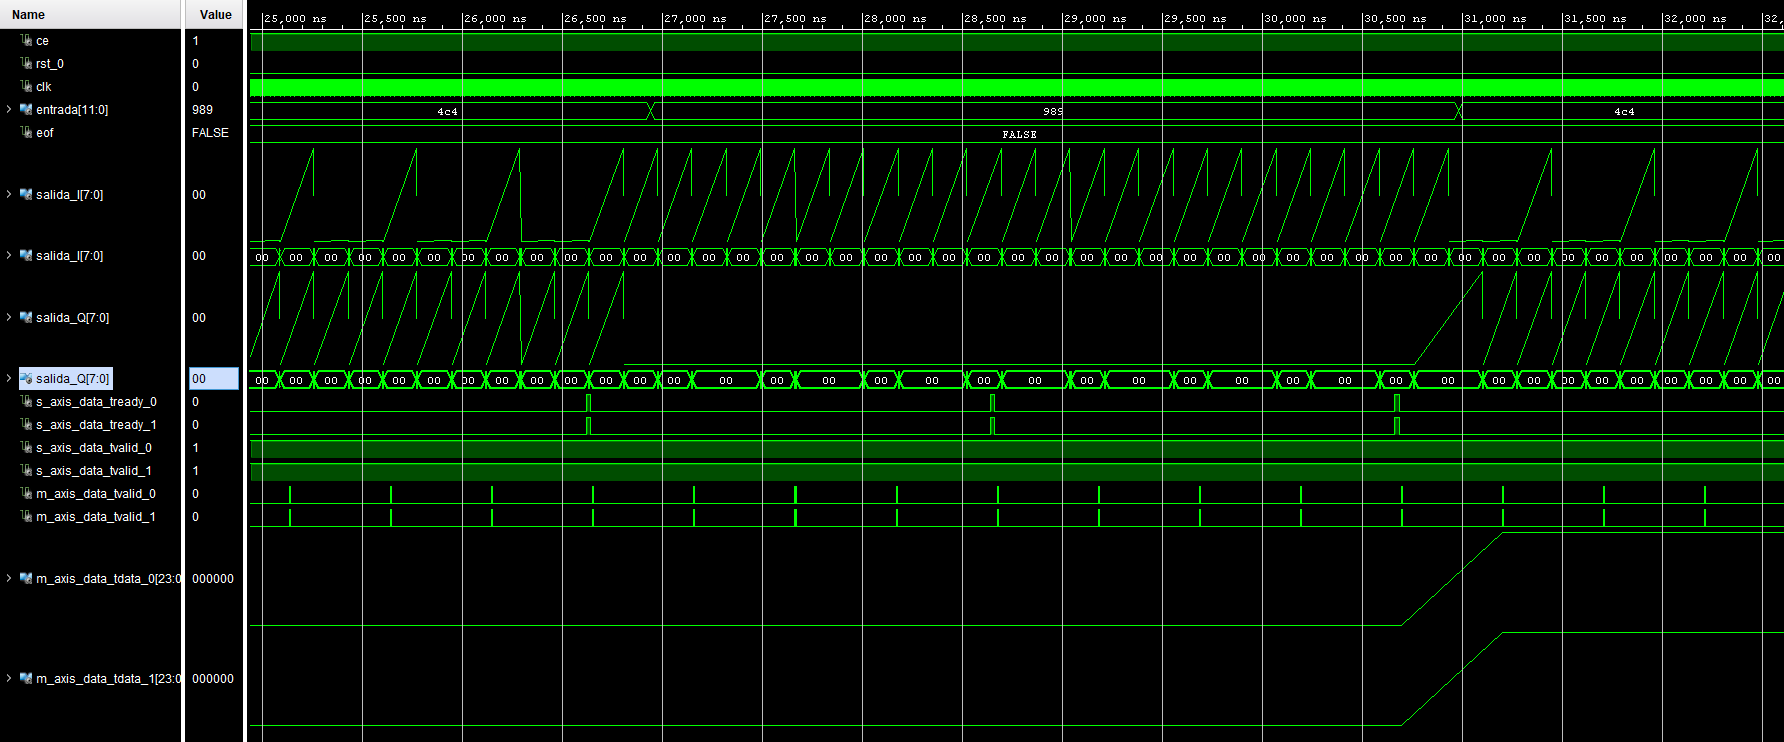 Name Value 25,000 ns 25,500 ns 26,000 ns 26,500 ns 27,000 ns 27,500 ns 28,000 ns 28,500 ns 29,000 ns 29,500 ns 30,000 ns 30,500 ns 31,000 ns 31,500 ns 32,000 ns 32,
ce 1
rst_0 0
clk 0
entrada[11:0] 989 4c4 989 4c4
eof FALSE FALSE
salida_I[7:0] 00
salida_I[7:0] 00 00 00 00 00 00 00 00 00 00 00 00 00 00 00 00 00 00 00 00 00 00 00 00 00 00 00 00 00 00 00 00 00 00 00 00 00 00 00 00 00 00 00 00 00 00
salida_Q[7:0] 00
salida_Q[7:0] 00 00 00 00 00 00 00 00 00 00 00 00 00 00 00 00 00 00 00 00 00 00 00 00 00 00 00 00 00 00 00 00
s_axis_data_tready_0 0
s_axis_data_tready_1 0
s_axis_data_tvalid_0 1
s_axis_data_tvalid_1 1
m_axis_data_tvalid_0 0
m_axis_data_tvalid_1 0
m_axis_data_tdata_0[23:0 000000
m_axis_data_tdata_1[23:0 000000